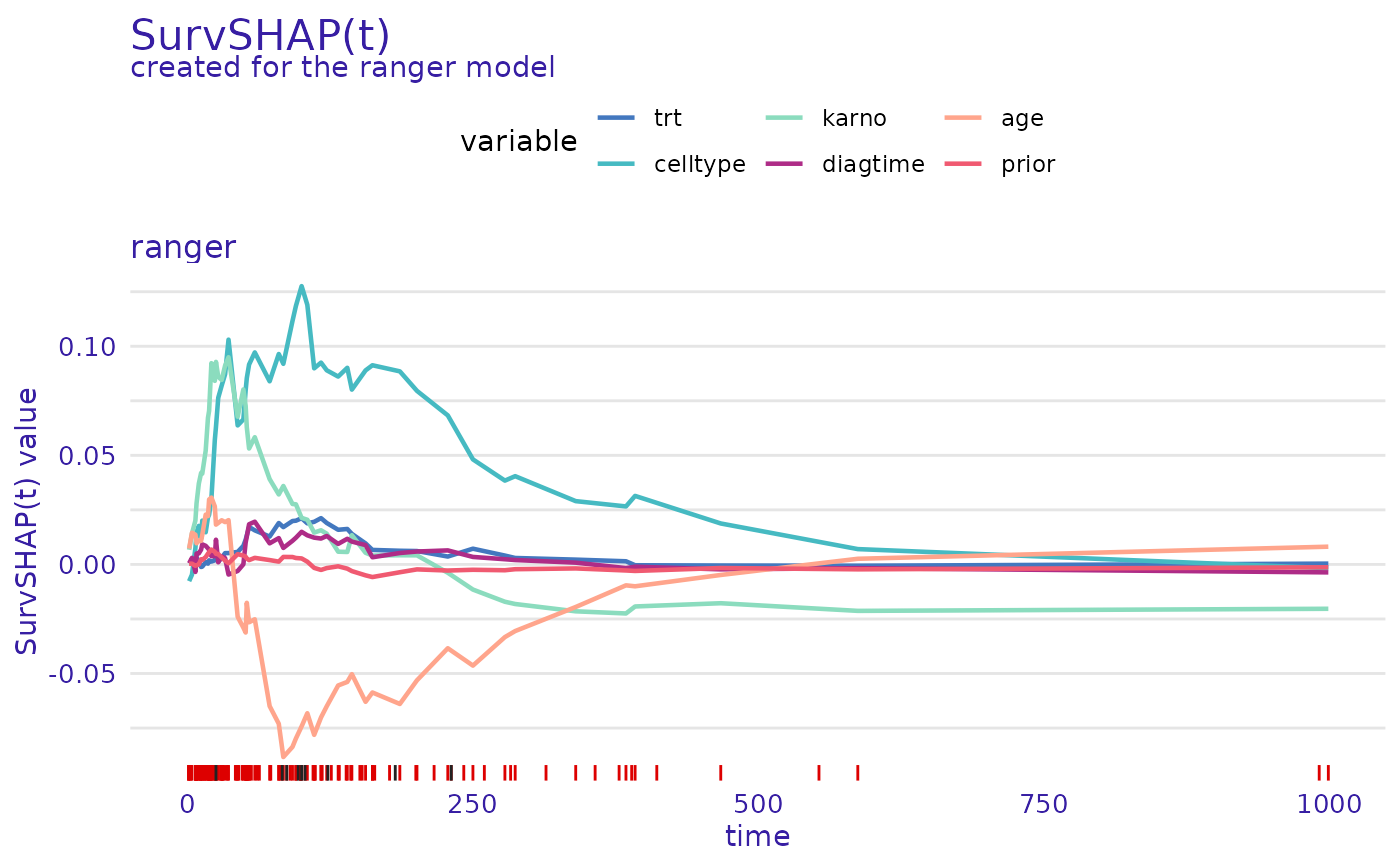 SurvSHAP(t)
created for the ranger model
variable
trt
karno
age
celltype
diagtime
prior
ranger
SurvSHAP(t) value
0.10
0.05
0.00
-0.05
0
250
500
750
1000
time